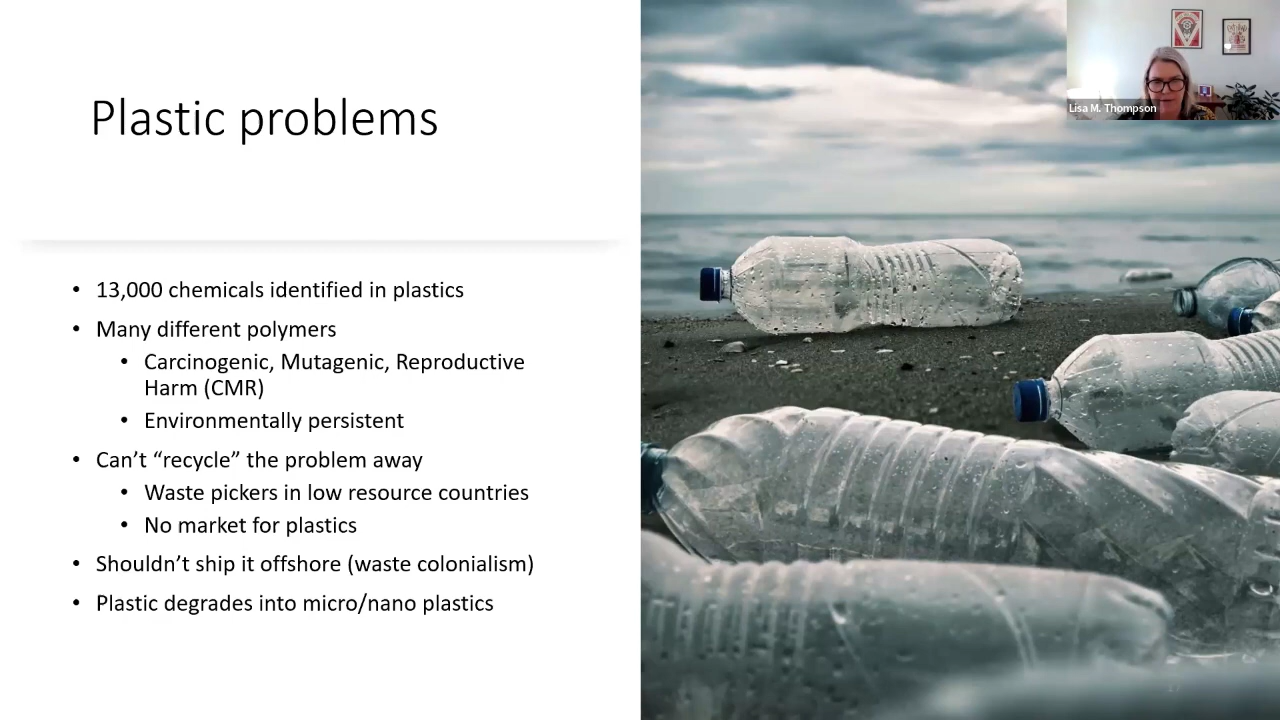 Plastic problems
• 13,000 chemicals identified in plastics
• Many different polymers
• Carcinogenic, Mutagenic, Reproductive
Harm (CMR)
• Environmentally persistent
• Can’t “recycle” the problem away
• Waste pickers in low resource countries
• No market for plastics
• Shouldn’t ship it offshore (waste colonialism)
• Plastic degrades into micro/nano plastics
Lisa M. Thompson